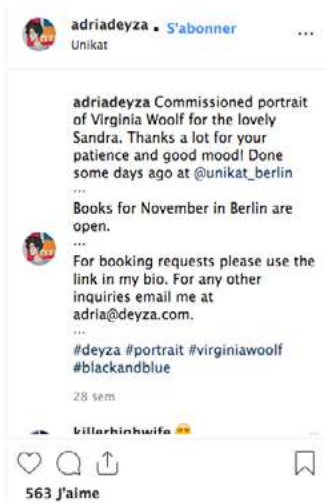 adriadeyza • S'abonner
Unikat
adriadeyza Commissioned portrait
of Virginia Woolf for the lovely
Sandra. Thanks a lot for your
patience and good mood! Done
some days ago at @unikat_berlin
...
Books for November in Berlin are
open.
...
For booking requests please use the
link in my bio. For any other
inquiries email me at
adria@deyza.com.
...
#deyza #portrait #virginiawoolf
#blackandblue
28 sem
killerhighwife
563 J'aime